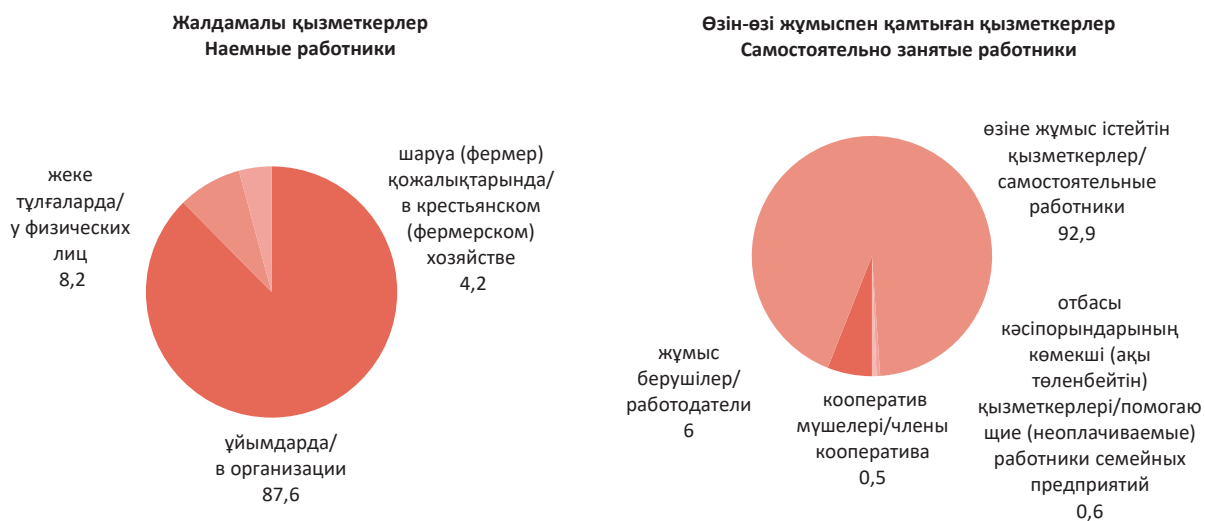 Жалдамалы қызметкерлер
Наемные работники
жеке
тұлғаларда/
у физических
лиц
8,2
шаруа (фермер)
қожалықтарында/
в крестьянском
(фермерском)
хозяйстве
4,2
ұйымдарда/
в организации
87,6
Өзін-өзі жұмыспен қамтыған қызметкерлер
Самостоятельно занятые работники
өзіне жұмыс істейтін
қызметкерлер/
самостоятельные
работники
92,9
жұмыс
берушілер/
работодатели
6
кооператив
мүшелері/члены
кооператива
0,5
отбасы
кәсіпорындарының
көмекші (ақы
төленбейтін)
қызметкерлері/помогаю
щие (неоплачиваемые)
работники семейных
предприятий
0,6